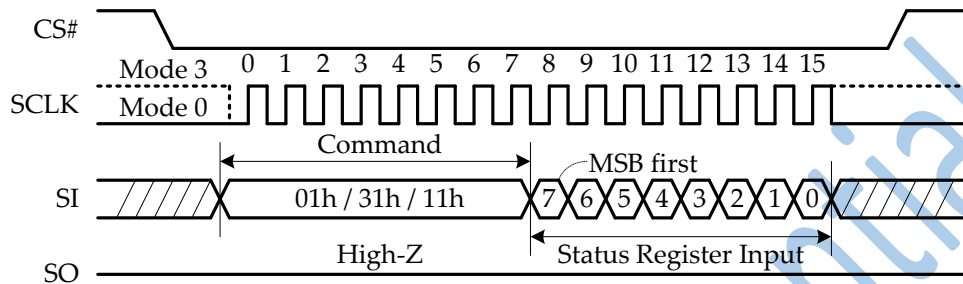 CS#
Mode 3
0 1 2 3 4 5 6 7 8 9 10 11 12 13 14 15
SCLK
Mode 0
Command
MSB first
SI
01h / 31h / 11h
7 6 5 4 3 2 1 0
High-Z
Status Register Input
SO